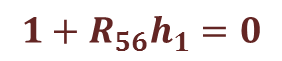 1 + R₅₆h₁ = 0